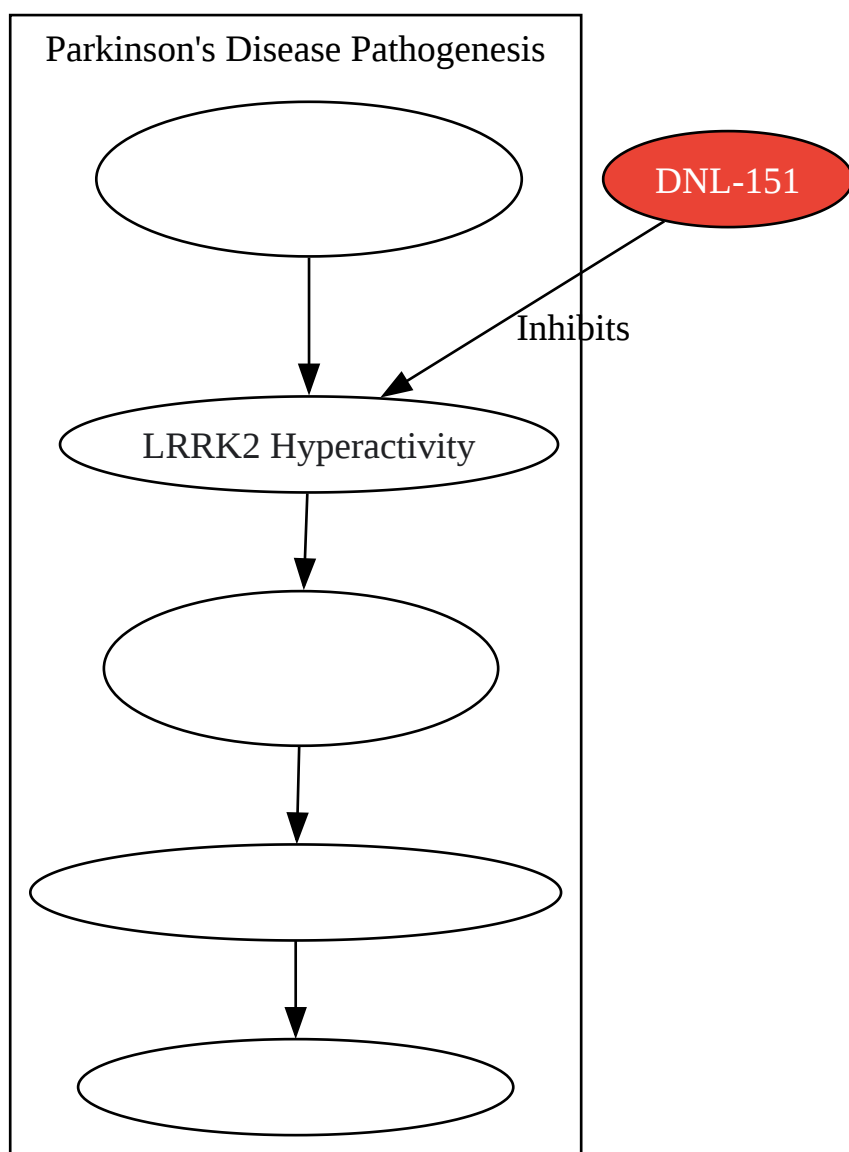 Parkinson's Disease Pathogenesis
DNL-151
Inhibits
LRRK2 Hyperactivity